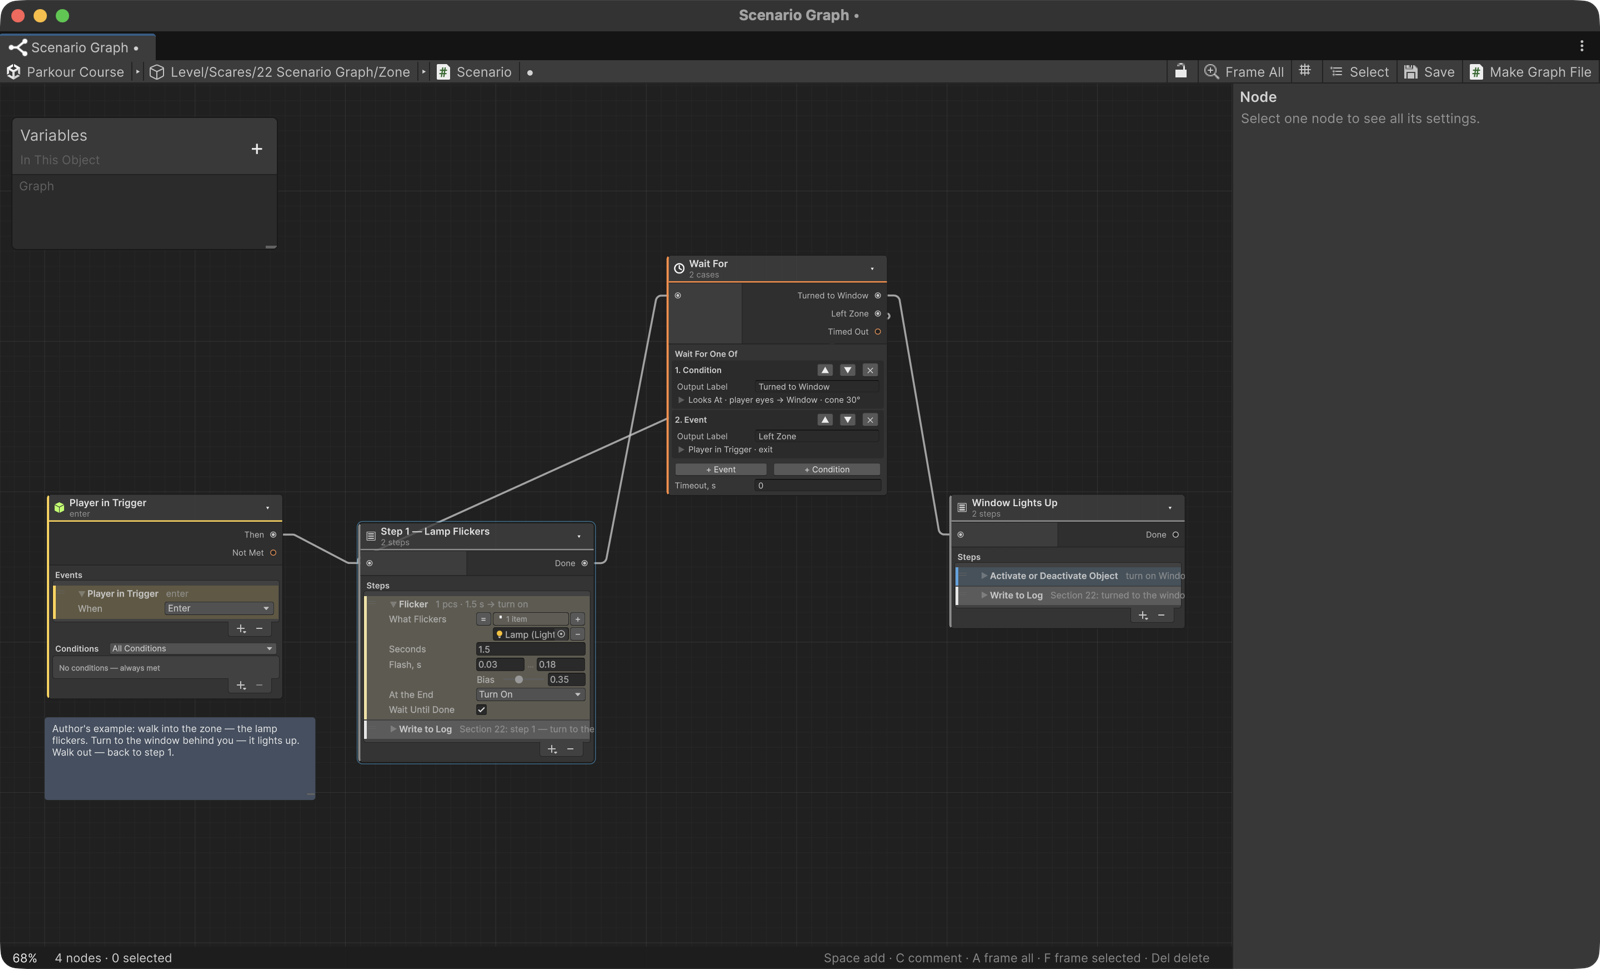 Scenario Graph •
Scenario Graph •
Parkour Course
Level/Scares/22 Scenario Graph/Zone
Scenario
Frame All
Select
Save
Make Graph File
Node
Select one node to see all its settings.
Variables
In This Object
Graph
Wait For
2 cases
Turned to Window
Left Zone
Timed Out
Wait For One Of
1. Condition
Output Label Turned to Window
Looks At · player eyes → Window · cone 30°
2. Event
Output Label Left Zone
Player in Trigger · exit
+ Event + Condition
Timeout, s 0
Player in Trigger
enter
Then
Not Met
Events
Player in Trigger enter
When Enter
Conditions All Conditions
No conditions — always met
Author's example: walk into the zone — the lamp
flickers. Turn to the window behind you — it lights up.
Walk out — back to step 1.
Step 1 — Lamp Flickers
2 steps
Done
Steps
Flicker 1 pcs · 1.5 s → turn on
What Flickers = 1 item +
Lamp (Light
Seconds 1.5
Flash, s 0.03 0.18
Bias 0.35
At the End Turn On
Wait Until Done
Write to Log Section 22: step 1 — turn to the
Window Lights Up
2 steps
Done
Steps
Activate or Deactivate Object turn on Windo
Write to Log Section 22: turned to the windo
68% 4 nodes · 0 selected
Space add · C comment · A frame all · F frame selected · Del delete